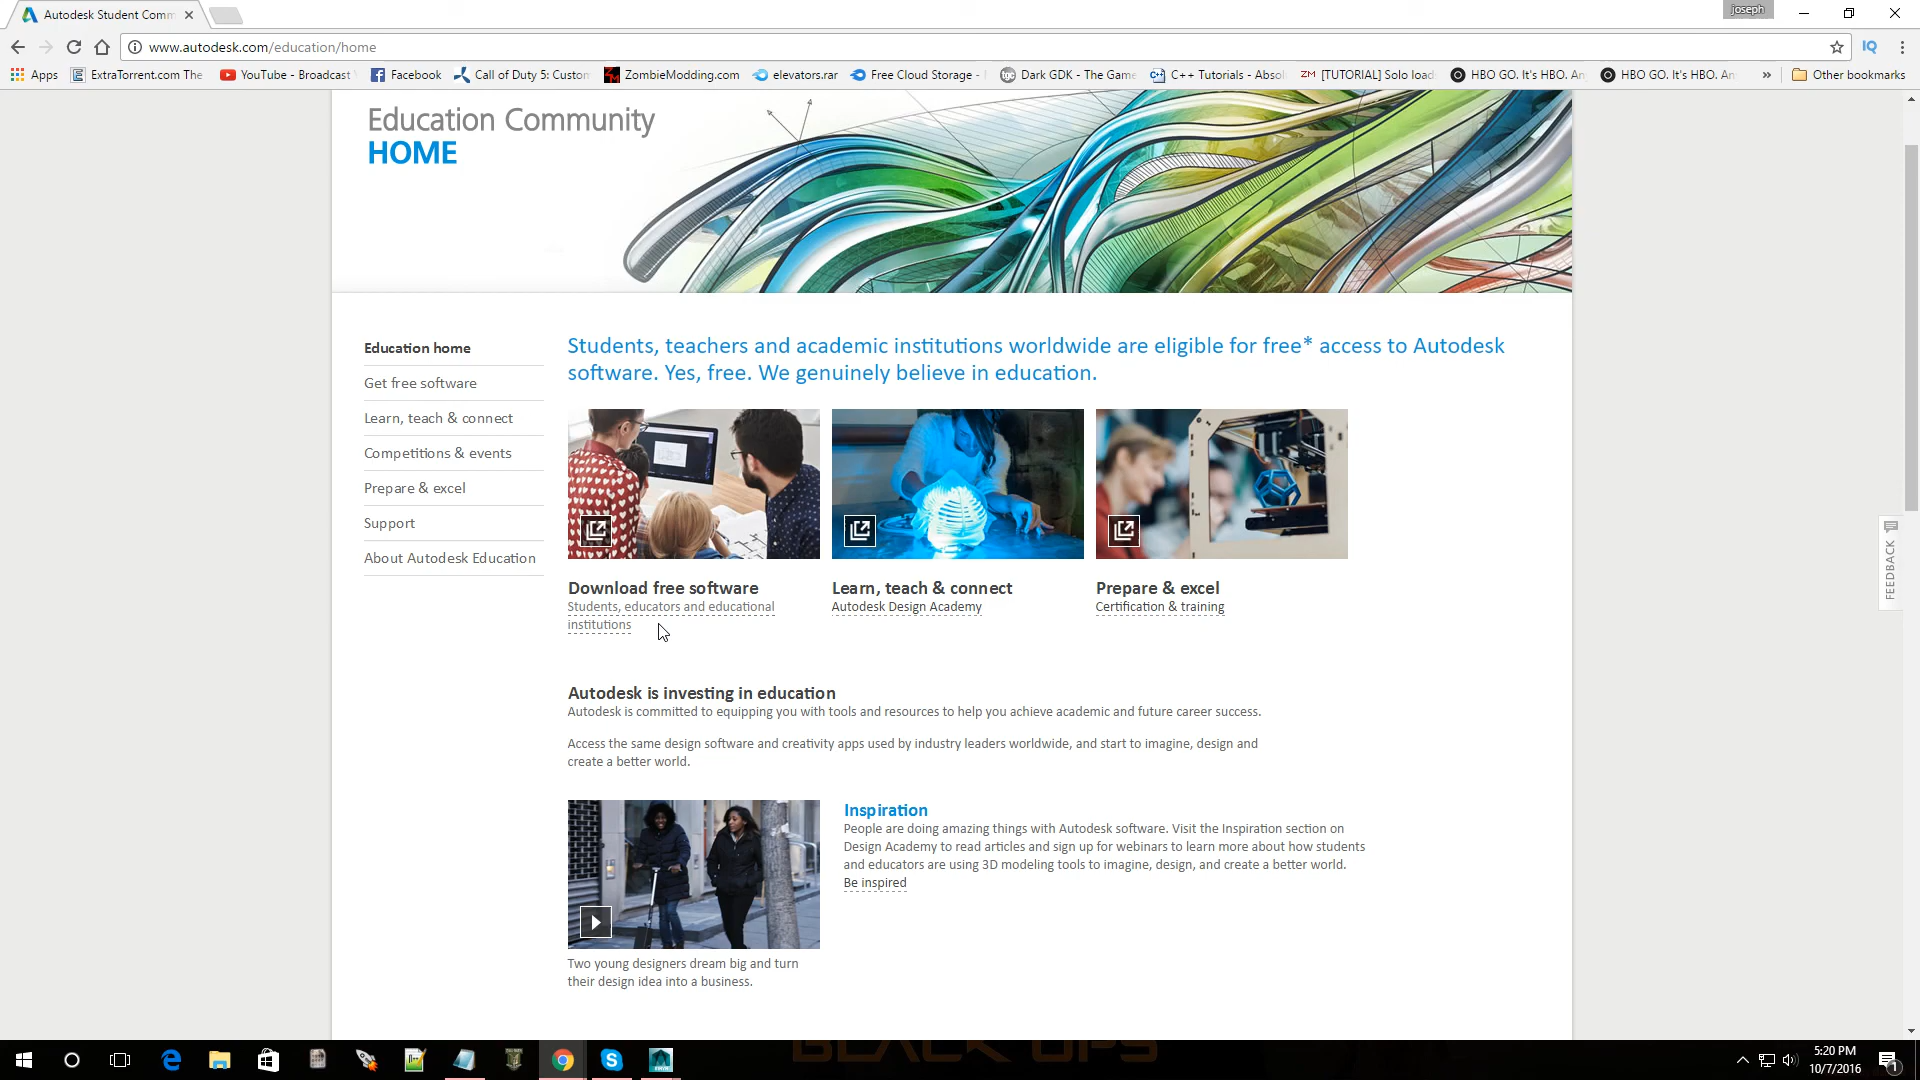 Autodesk Student Comm
joseph
www.autodesk.com/education/home
Apps
ExtraTorrent.com The
YouTube - Broadcast
Facebook
Call of Duty 5: Custon
ZombieModding.com
elevators.rar
Free Cloud Storage -
Dark GDK - The Game
C++ Tutorials - Absol
[TUTORIAL] Solo load
HBO GO. It's HBO. An
HBO GO. It's HBO. An
»
Other bookmarks
Education Community
HOME
Education home
Get free software
Learn, teach & connect
Competitions & events
Prepare & excel
Support
About Autodesk Education
Students, teachers and academic institutions worldwide are eligible for free* access to Autodesk
software. Yes, free. We genuinely believe in education.
Download free software
Students, educators and educational
institutions
Learn, teach & connect
Autodesk Design Academy
Prepare & excel
Certification & training
FEEDBACK
Autodesk is investing in education
Autodesk is committed to equipping you with tools and resources to help you achieve academic and future career success.
Access the same design software and creativity apps used by industry leaders worldwide, and start to imagine, design and
create a better world.
Inspiration
People are doing amazing things with Autodesk software. Visit the Inspiration section on
Design Academy to read articles and sign up for webinars to learn more about how students
and educators are using 3D modeling tools to imagine, design, and create a better world.
Be inspired
Two young designers dream big and turn
their design idea into a business.
BLACK OPS
5:20 PM
10/7/2016
1